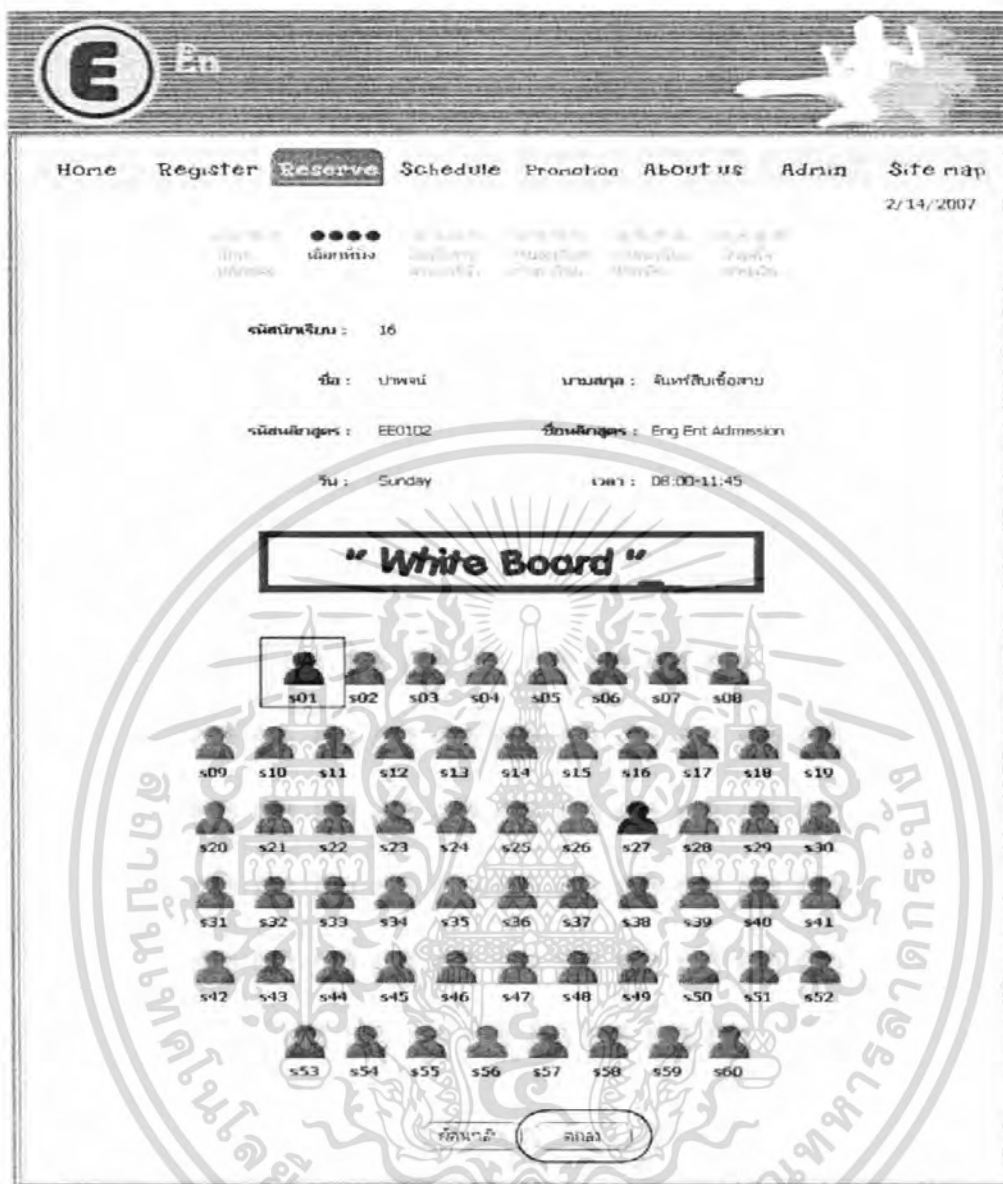 E En
Home Register Reserve Schedule Promotion About us Admin Site map
2/14/2007
เลือกที่นั่ง
รหัสนักเรียน : 16
ชื่อ : ปาพจน์ นามสกุล : จันทร์สืบเชื้อสาย
รหัสหลักสูตร : EE0102 ชื่อหลักสูตร : Eng Ent Admission
วัน : Sunday เวลา : 08:00-11:45
" White Board "
s01 s02 s03 s04 s05 s06 s07 s08
s09 s10 s11 s12 s13 s14 s15 s16 s17 s18 s19
s20 s21 s22 s23 s24 s25 s26 s27 s28 s29 s30
s31 s32 s33 s34 s35 s36 s37 s38 s39 s40 s41
s42 s43 s44 s45 s46 s47 s48 s49 s50 s51 s52
s53 s54 s55 s56 s57 s58 s59 s60
ย้อนกลับ ตกลง